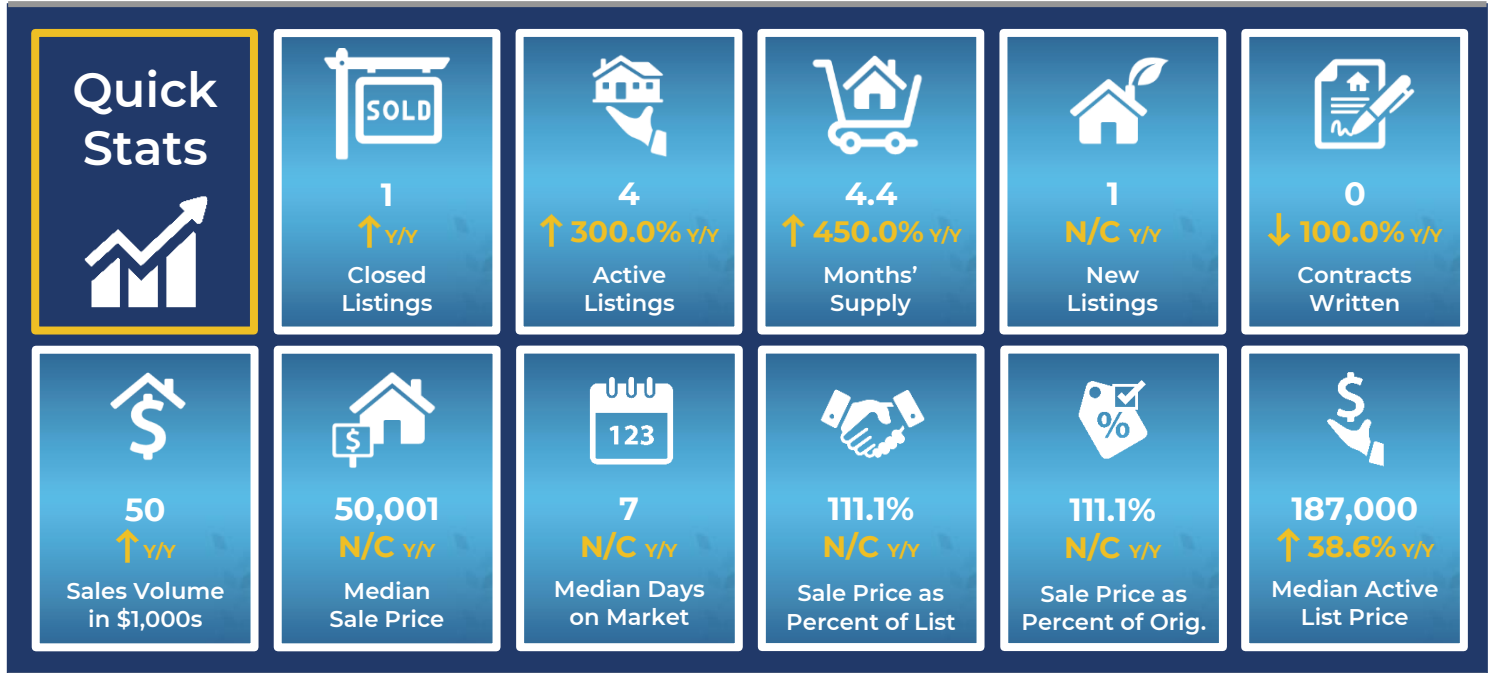 Quick
Stats
SOLD
1
↑ Y/Y
Closed
Listings
4
↑ 300.0% Y/Y
Active
Listings
4.4
↑ 450.0% Y/Y
Months’
Supply
1
N/C Y/Y
New
Listings
0
↓ 100.0% Y/Y
Contracts
Written
$
50
↑ Y/Y
Sales Volume
in $1,000s
$
50,001
N/C Y/Y
Median
Sale Price
123
7
N/C Y/Y
Median Days
on Market
111.1%
N/C Y/Y
Sale Price as
Percent of List
%
111.1%
N/C Y/Y
Sale Price as
Percent of Orig.
$
187,000
↑ 38.6% Y/Y
Median Active
List Price